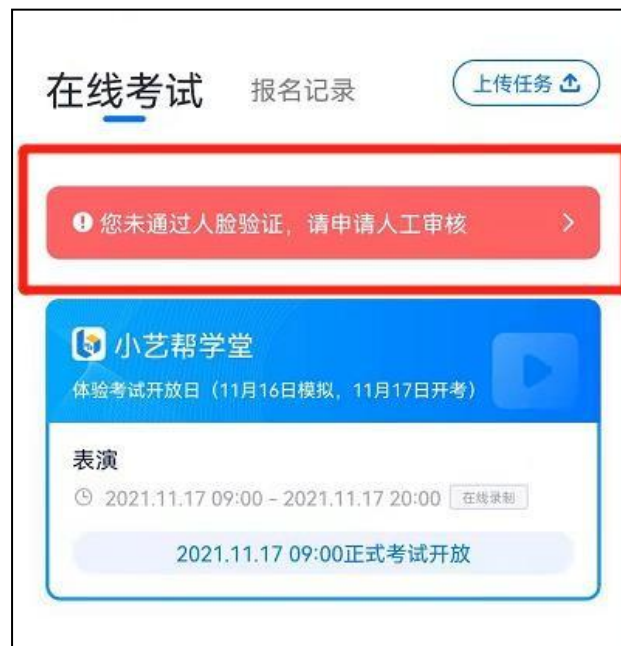 在线考试
报名记录
上传任务
您未通过人脸验证，请申请人工审核
小艺帮学堂
体验考试开放日（11月16日模拟，11月17日开考）
表演
2021.11.17 09:00 - 2021.11.17 20:00 在线录制
2021.11.17 09:00正式考试开放